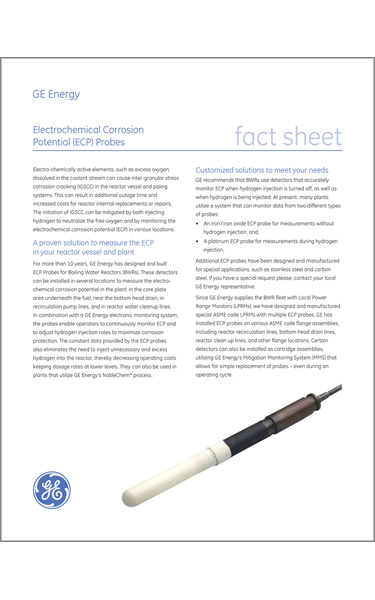 GE Energy
Electrochemical Corrosion
Potential (ECP) Probes
fact sheet
Electro-chemically active elements, such as excess oxygen,
dissolved in the coolant stream can cause inter-granular stress
corrosion cracking (IGSCC) in the reactor vessel and piping
systems. This can result in additional outage time and
increased costs for reactor internal replacements or repairs.
The initiation of IGSCC can be mitigated by both injecting
hydrogen to neutralize the free oxygen and by monitoring the
electrochemical corrosion potential (ECP) in various locations.
A proven solution to measure the ECP
in your reactor vessel and plant
For more than 10 years, GE Energy has designed and built
ECP Probes for Boiling Water Reactors (BWRs). These detectors
can be installed in several locations to measure the electro-
chemical corrosion potential in the plant: in the core plate
area underneath the fuel, near the bottom head drain, in
recirculation pump lines, and in reactor water cleanup lines.
In combination with a GE Energy electronic monitoring system,
the probes enable operators to continuously monitor ECP and
to adjust hydrogen injection rates to maximize corrosion
protection. The constant data provided by the ECP probes
also eliminates the need to inject unnecessary and excess
hydrogen into the reactor, thereby decreasing operating costs
keeping dosage rates at lower levels. They can also be used in
plants that utilize GE Energy's NobleChem* process.
Customized solutions to meet your needs
GE recommends that BWRs use detectors that accurately
monitor ECP when hydrogen injection is turned off, as well as
when hydrogen is being injected. At present, many plants
utilize a system that can monitor data from two different types
of probes:
• An iron/iron oxide ECP probe for measurements without
hydrogen injection; and,
• A platinum ECP probe for measurements during hydrogen
injection.
Additional ECP probes have been designed and manufactured
for special applications, such as stainless steel and carbon
steel. If you have a special request, please contact your local
GE Energy representative.
Since GE Energy supplies the BWR fleet with Local Power
Range Monitors (LPRMs), we have designed and manufactured
special ASME code LPRMs with multiple ECP probes. GE has
installed ECP probes on various ASME code flange assemblies,
including reactor recirculation lines, bottom head drain lines,
reactor clean up lines, and other flange locations. Certain
detectors can also be installed as cartridge assemblies,
utilizing GE Energy's Mitigation Monitoring System (MMS) that
allows for simple replacement of probes – even during an
operating cycle.
GE